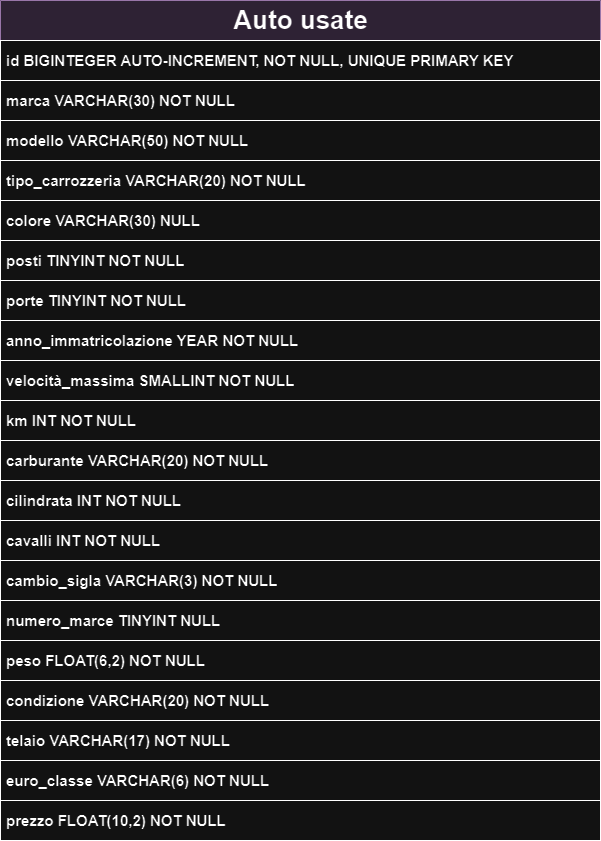 Auto usate
id BIGINTEGER AUTO-INCREMENT, NOT NULL, UNIQUE PRIMARY KEY
marca VARCHAR(30) NOT NULL
modello VARCHAR(50) NOT NULL
tipo_carrozzeria VARCHAR(20) NOT NULL
colore VARCHAR(30) NULL
posti TINYINT NOT NULL
porte TINYINT NOT NULL
anno_immatricolazione YEAR NOT NULL
velocità_massima SMALLINT NOT NULL
km INT NOT NULL
carburante VARCHAR(20) NOT NULL
cilindrata INT NOT NULL
cavalli INT NOT NULL
cambio_sigla VARCHAR(3) NOT NULL
numero_marce TINYINT NULL
peso FLOAT(6,2) NOT NULL
condizione VARCHAR(20) NOT NULL
telaio VARCHAR(17) NOT NULL
euro_classe VARCHAR(6) NOT NULL
prezzo FLOAT(10,2) NOT NULL